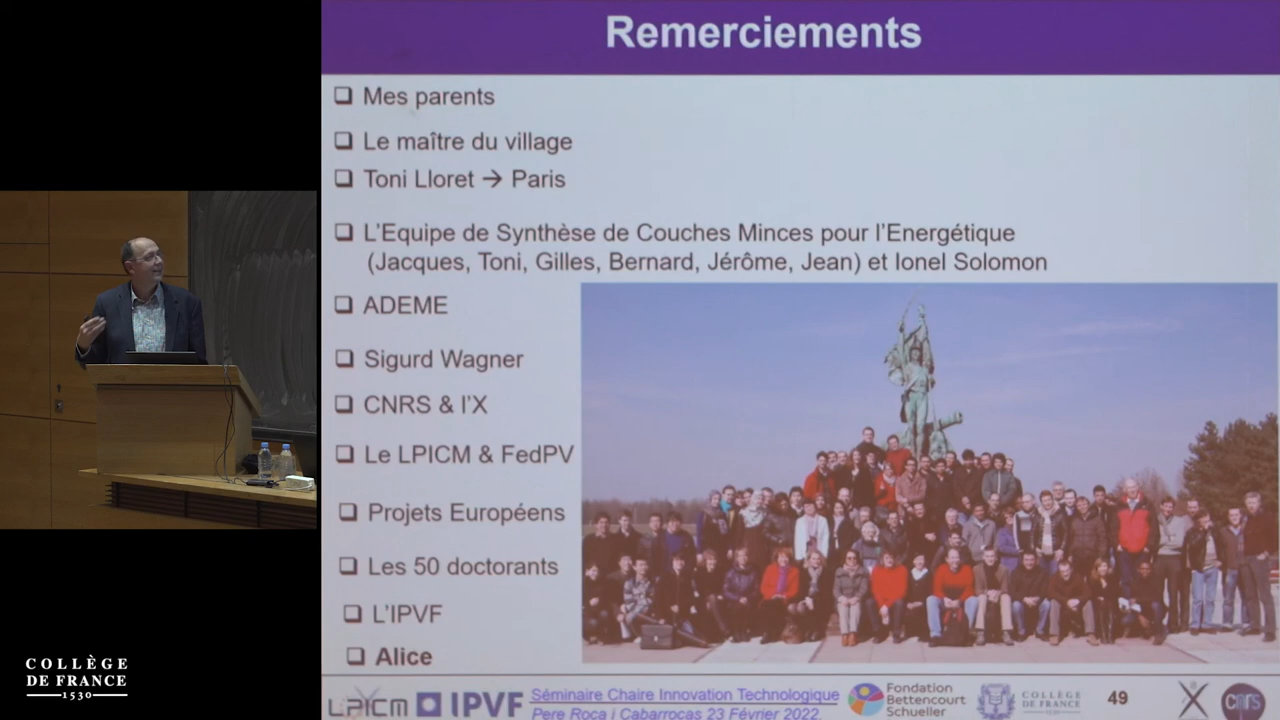 Remerciements
❑ Mes parents
❑ Le maître du village
❑ Toni Lloret → Paris
❑ L'Equipe de Synthèse de Couches Minces pour l'Energétique
(Jacques, Toni, Gilles, Bernard, Jérôme, Jean) et Ionel Solomon
❑ ADEME
❑ Sigurd Wagner
❑ CNRS & l'X
❑ Le LPICM & FedPV
❑ Projets Européens
❑ Les 50 doctorants
❑ L'IPVF
❑ Alice
COLLÈGE
DE FRANCE
1530
LPICM
IPVF
Séminaire Chaire Innovation Technologique
Pere Roca i Cabarrocas 23 Février 2022.
Fondation
Bettencourt
Schueller
COLLÈGE
DE FRANCE
49
X
cnrs